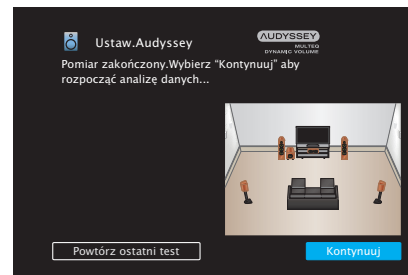 Ustaw.Audyssey
AUDYSSEY
MULTEQ
DYNAMIC VOLUME
Pomiar zakończony.Wybierz “Kontynuuj” aby
rozpocząć analizę danych...
Powtórz ostatni test
Kontynuuj